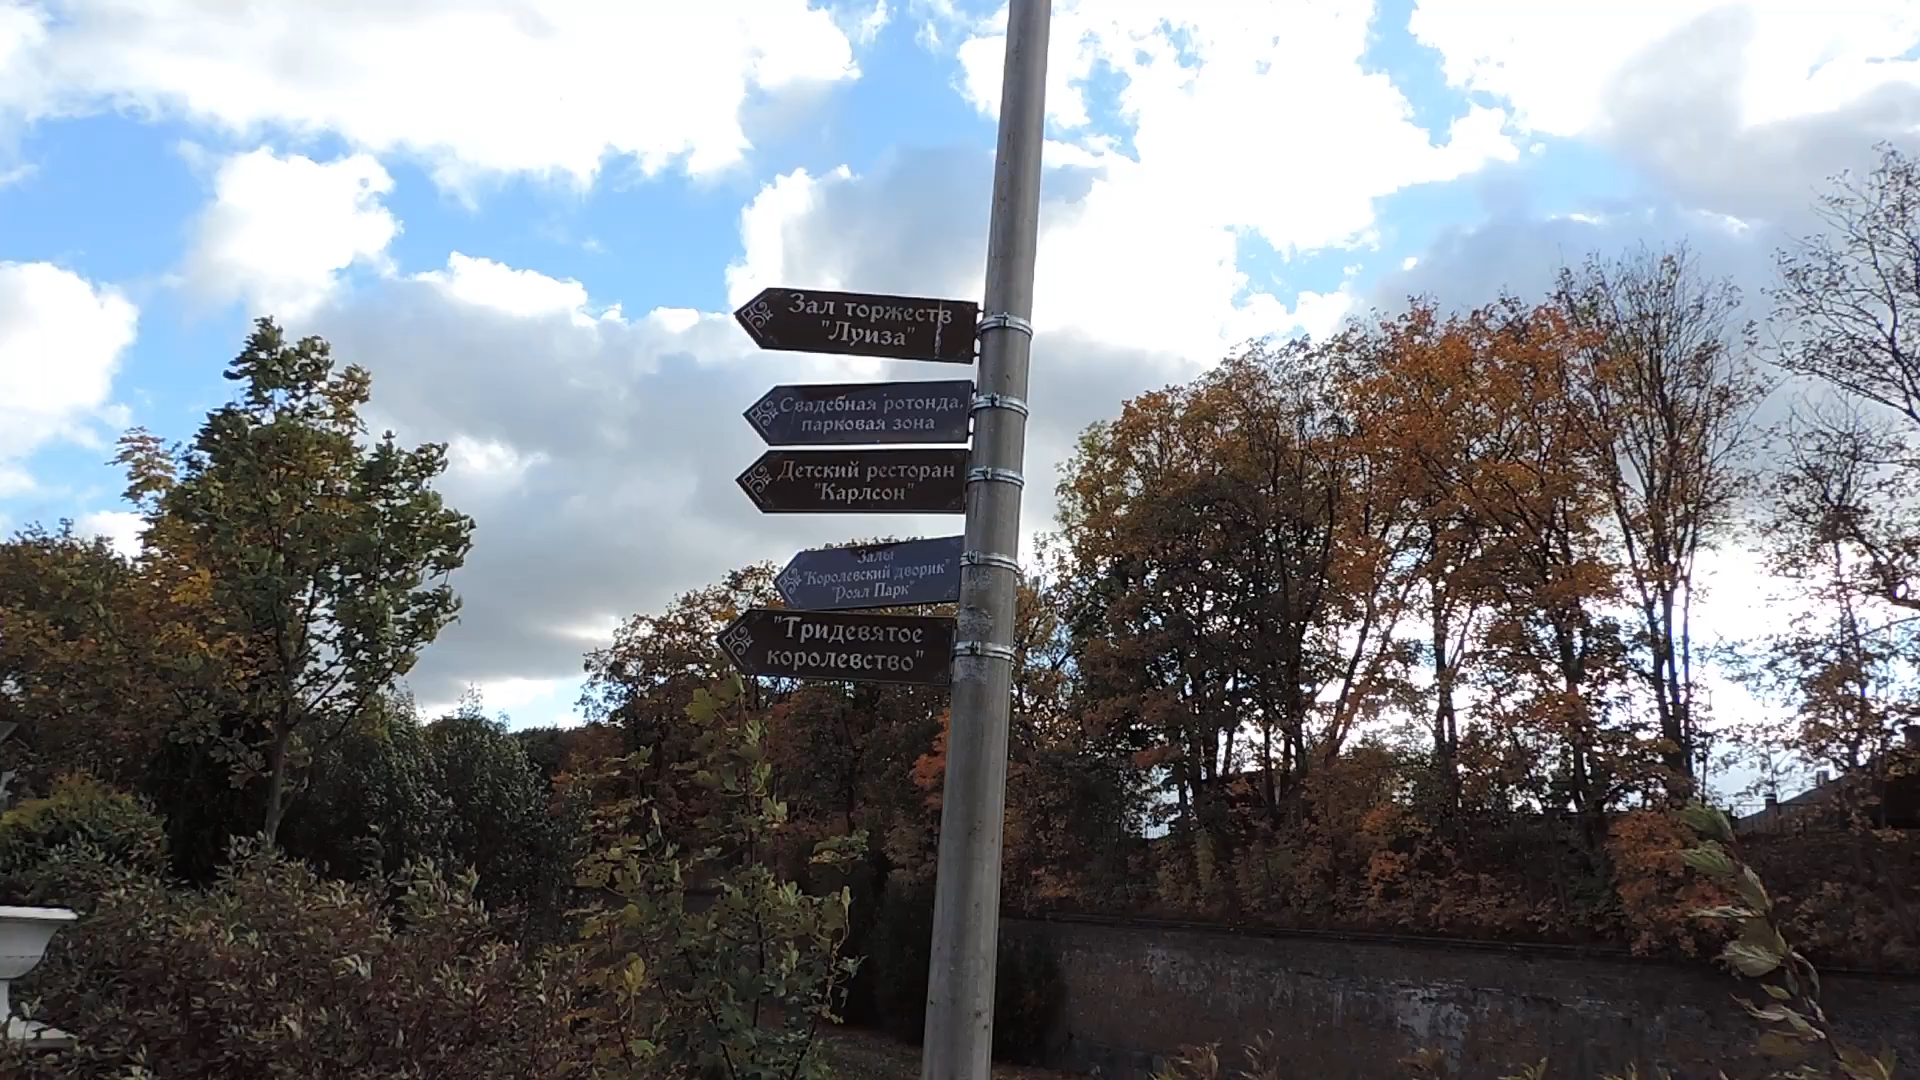 Зал торжеств
"Луиза"
Свадебная ротонда,
парковая зона
Детский ресторан
"Карлсон"
Залы
"Королевский дворик"
"Роял Парк"
"Тридевятое
королевство"